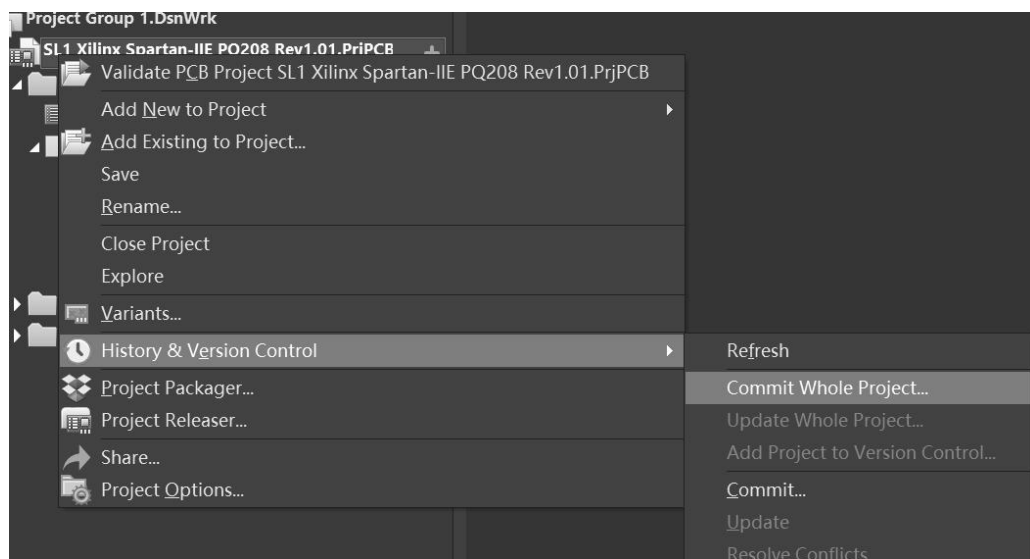 Project Group 1.DsnWrk
SL1 Xilinx Spartan-IIE PQ208 Rev1.01.PrjPCB
Validate PCB Project SL1 Xilinx Spartan-IIE PQ208 Rev1.01.PrjPCB
Add New to Project
Add Existing to Project...
Save
Rename...
Close Project
Explore
Variants...
History & Version Control
Project Packager...
Project Releaser...
Share...
Project Options...
Refresh
Commit Whole Project...
Update Whole Project...
Add Project to Version Control...
Commit...
Update
Resolve Conflicts